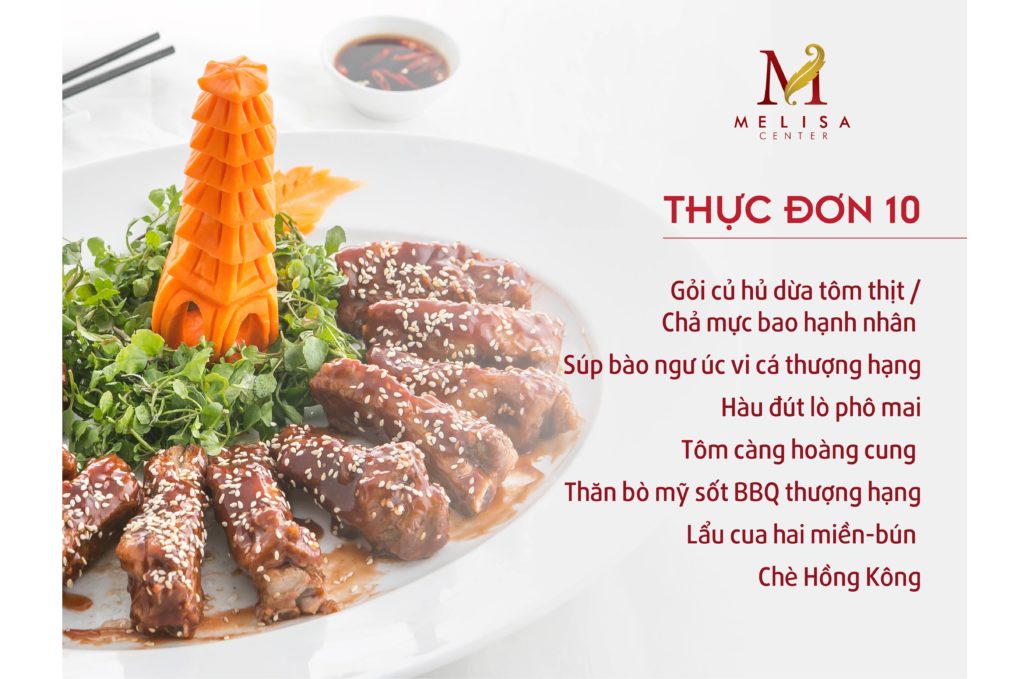 MELISA
CENTER
THỰC ĐƠN 10
Gỏi củ hủ dừa tôm thịt /
Chả mực bao hạnh nhân
Súp bào ngư úc vi cá thượng hạng
Hàu đút lò phô mai
Tôm càng hoàng cung
Thăn bò mỹ sốt BBQ thượng hạng
Lẩu cua hai miền-bún
Chè Hồng Kông